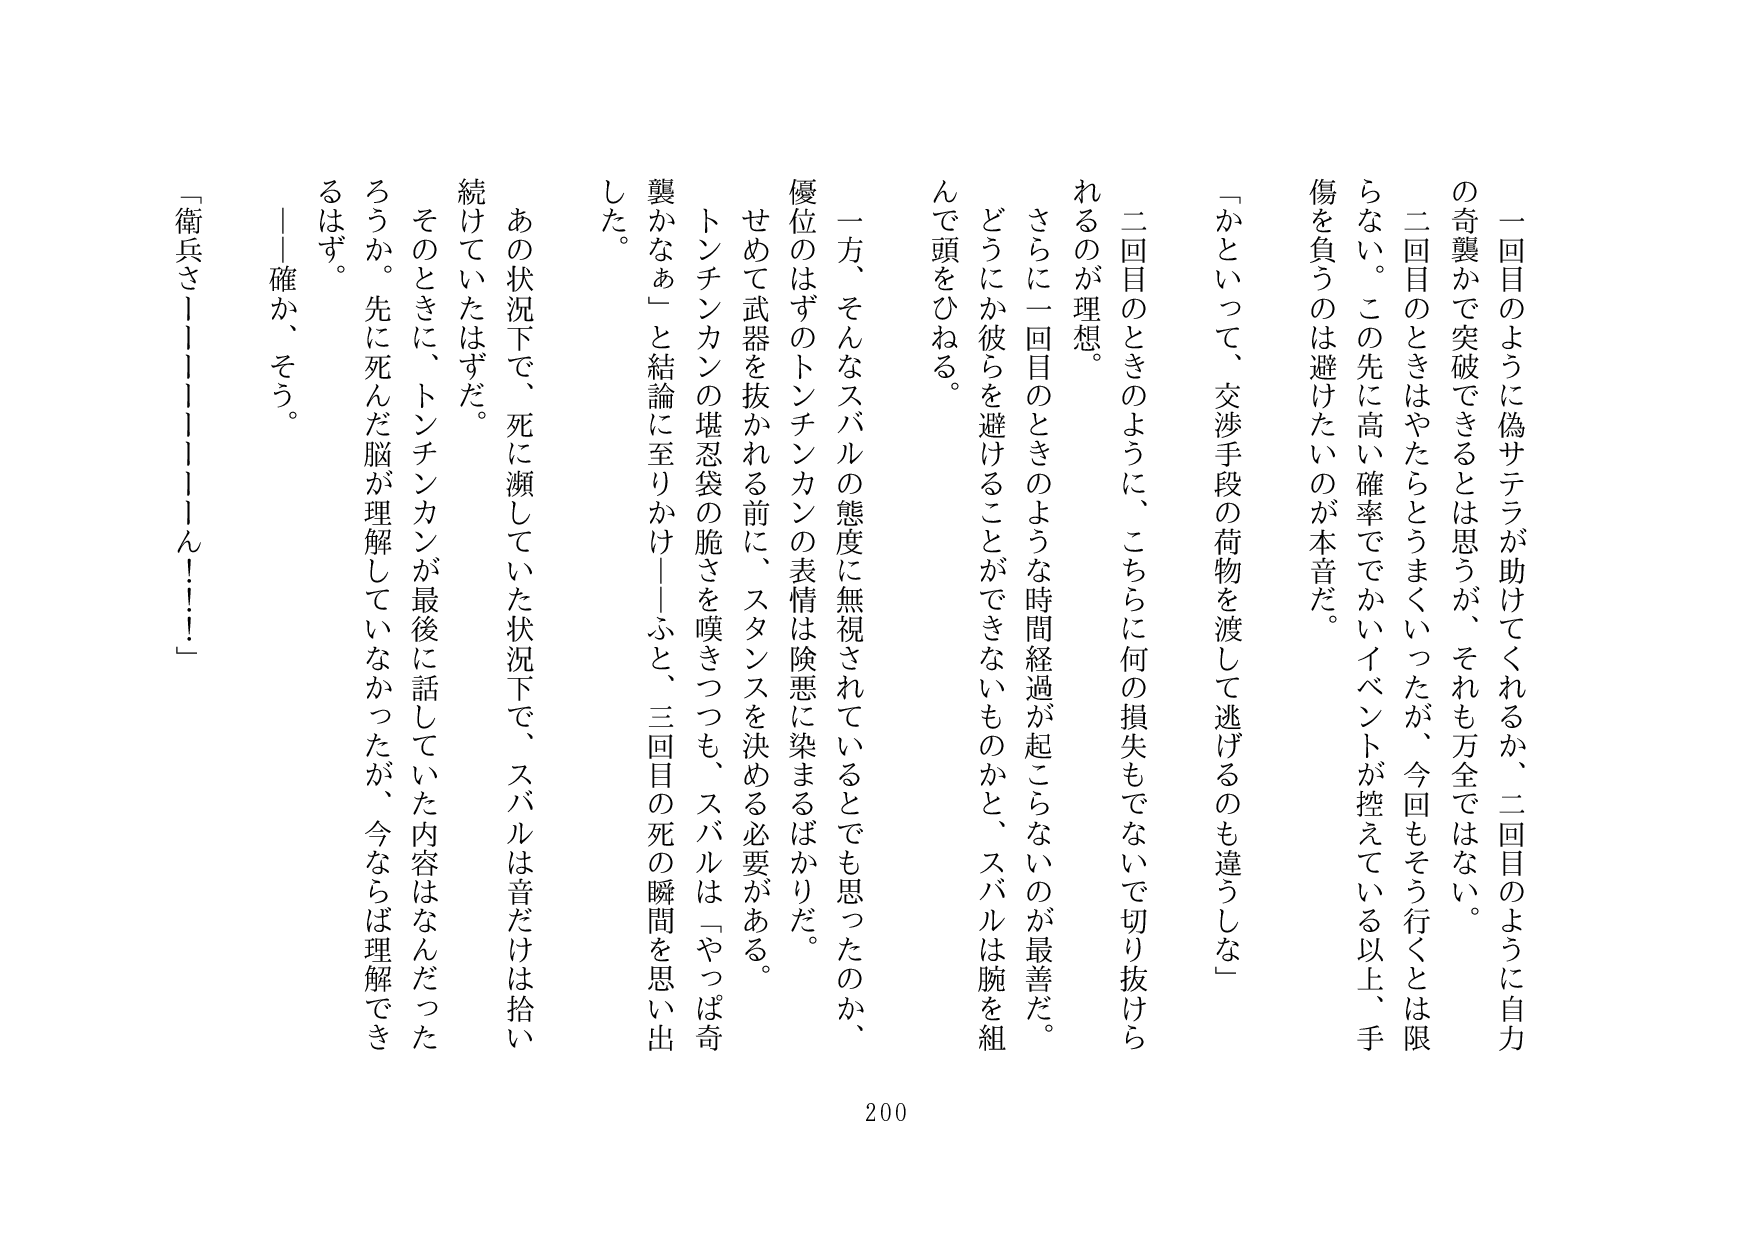 一回目のように偽サテラが助けてくれるか、二回目のように自力
の奇襲かで突破できるとは思うが、それも万全ではない。
　二回目のときはやたらとうまくいったが、今回もそう行くとは限
らない。この先に高い確率ででかいイベントが控えている以上、手
傷を負うのは避けたいのが本音だ。
「かといって、交渉手段の荷物を渡して逃げるのも違うしな」
　二回目のときのように、こちらに何の損失もでないで切り抜けら
れるのが理想。
　さらに一回目のときのような時間経過が起こらないのが最善だ。
　どうにか彼らを避けることができないものかと、スバルは腕を組
んで頭をひねる。
　一方、そんなスバルの態度に無視されているとでも思ったのか、
優位のはずのトンチンカンの表情は険悪に染まるばかりだ。
　せめて武器を抜かれる前に、スタンスを決める必要がある。
　トンチンカンの堪忍袋の脆さを嘆きつつも、スバルは「やっぱ奇
襲かなぁ」と結論に至りかけ――ふと、三回目の死の瞬間を思い出
した。
　あの状況下で、死に瀕していた状況下で、スバルは音だけは拾い
続けていたはずだ。
　そのときに、トンチンカンが最後に話していた内容はなんだった
ろうか。先に死んだ脳が理解していなかったが、今ならば理解でき
るはず。
　――確か、そう。
「衛兵さーーーーーーーーん！！！」
200